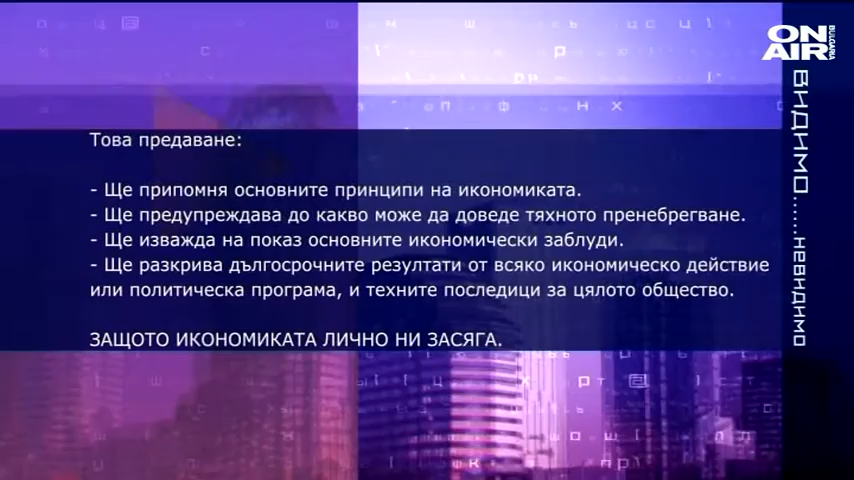 ON
AIR
BULGARIA
Това предаване:
- Ще припомня основните принципи на икономиката.
- Ще предупреждава до какво може да доведе тяхното пренебрегване.
- Ще изважда на показ основните икономически заблуди.
- Ще разкрива дългосрочните резултати от всяко икономическо действие
или политическа програма, и техните последици за цялото общество.
ЗАЩОТО ИКОНОМИКАТА ЛИЧНО НИ ЗАСЯГА.
ВИДИМО.....невидимо